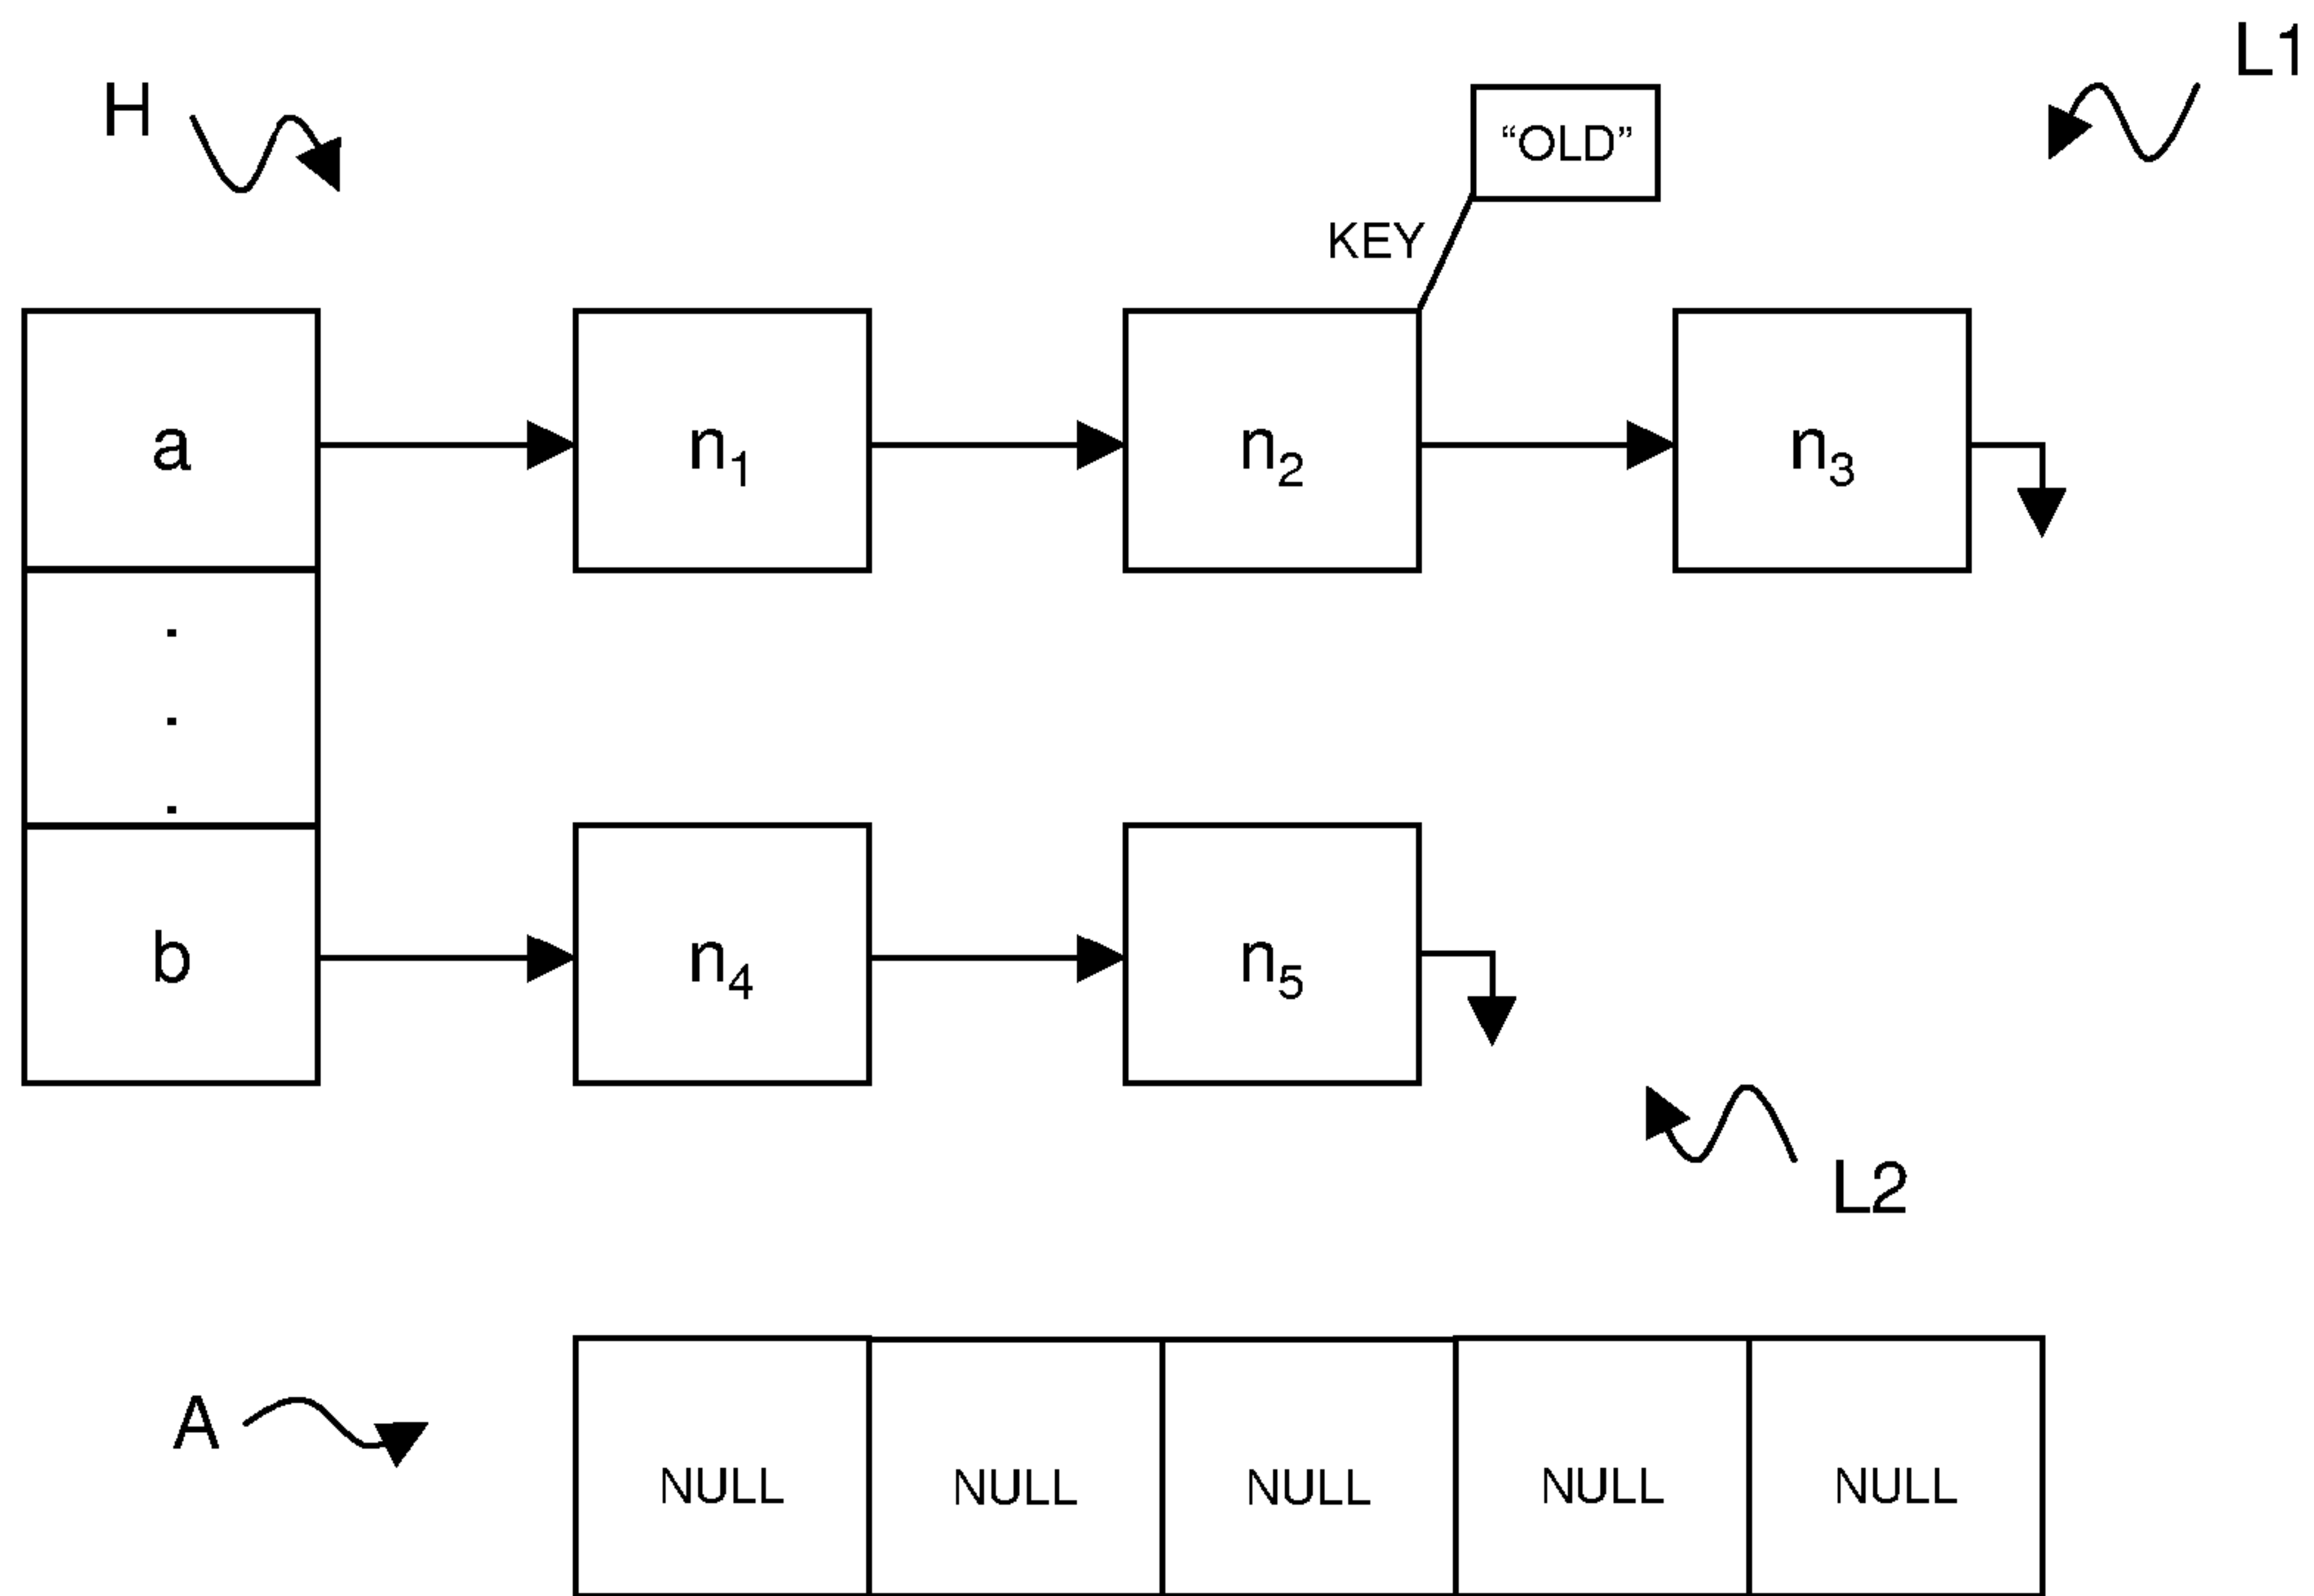 H
L1
“OLD”
KEY
a
n₁
n₂
n₃
.
.
.
b
n₄
n₅
L2
A
NULL NULL NULL NULL NULL